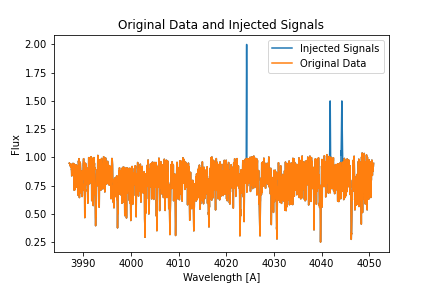 Original Data and Injected Signals
Injected Signals
Original Data
Flux
2.00
1.75
1.50
1.25
1.00
0.75
0.50
0.25
3990 4000 4010 4020 4030 4040 4050
Wavelength [A]